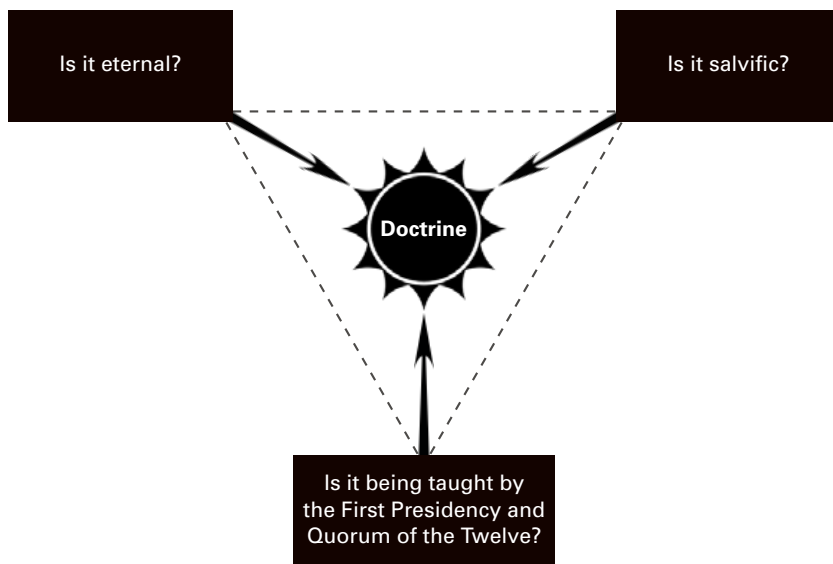 Is it eternal?
Is it salvific?
Doctrine
Is it being taught by
the First Presidency and
Quorum of the Twelve?